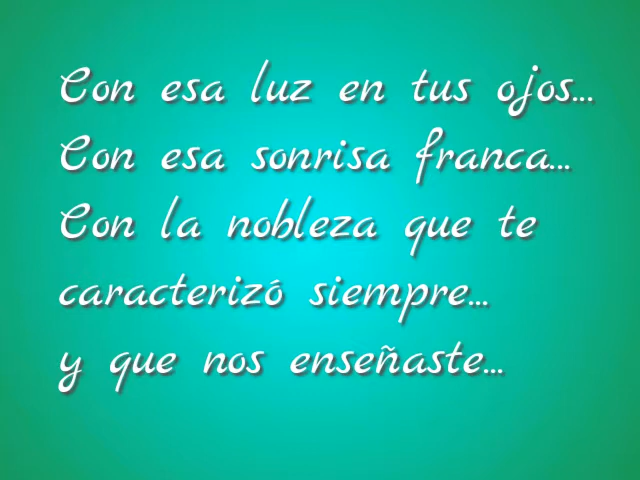 Con esa luz en tus ojos...
Con esa sonrisa franca...
Con la nobleza que te
caracterizó siempre...
y que nos enseñaste...